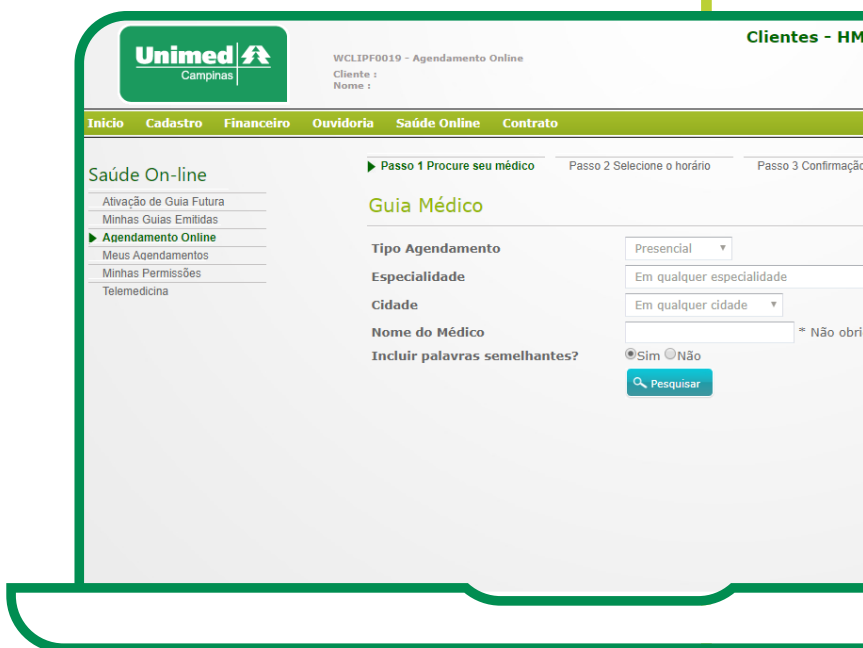 Clientes - HM
Unimed
Campinas
WCLIPF0019 - Agendamento Online
Cliente :
Nome :
Inicio Cadastro Financeiro Ouvidoria Saúde Online Contrato
Saúde On-line
Ativação de Guia Futura
Minhas Guias Emitidas
Agendamento Online
Meus Agendamentos
Minhas Permissões
Telemedicina
Passo 1 Procure seu médico Passo 2 Selecione o horário Passo 3 Confirmação
Guia Médico
Tipo Agendamento Presencial
Especialidade Em qualquer especialidade
Cidade Em qualquer cidade
Nome do Médico * Não obri
Incluir palavras semelhantes? Sim Não
Pesquisar